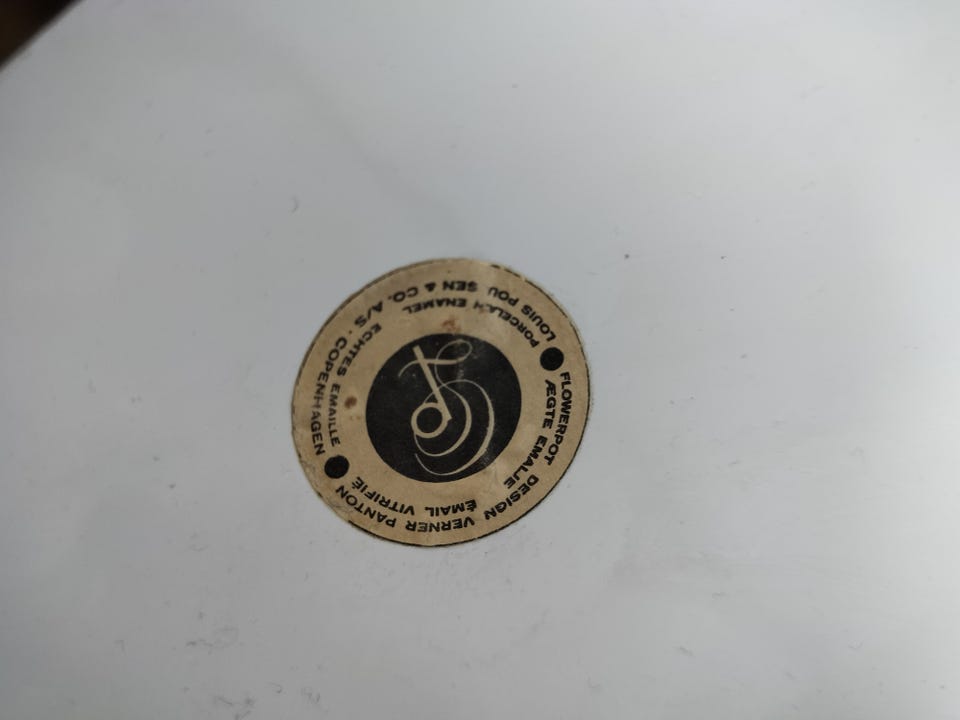 FLOWERPOT DESIGN VERNER PANTON
LOUIS POULSEN & CO. A/S · COPENHAGEN
ÆGTE EMALJE ÉMAIL VITRIFIÉ
PORCELAIN ENAMEL ECHTES EMAILLE